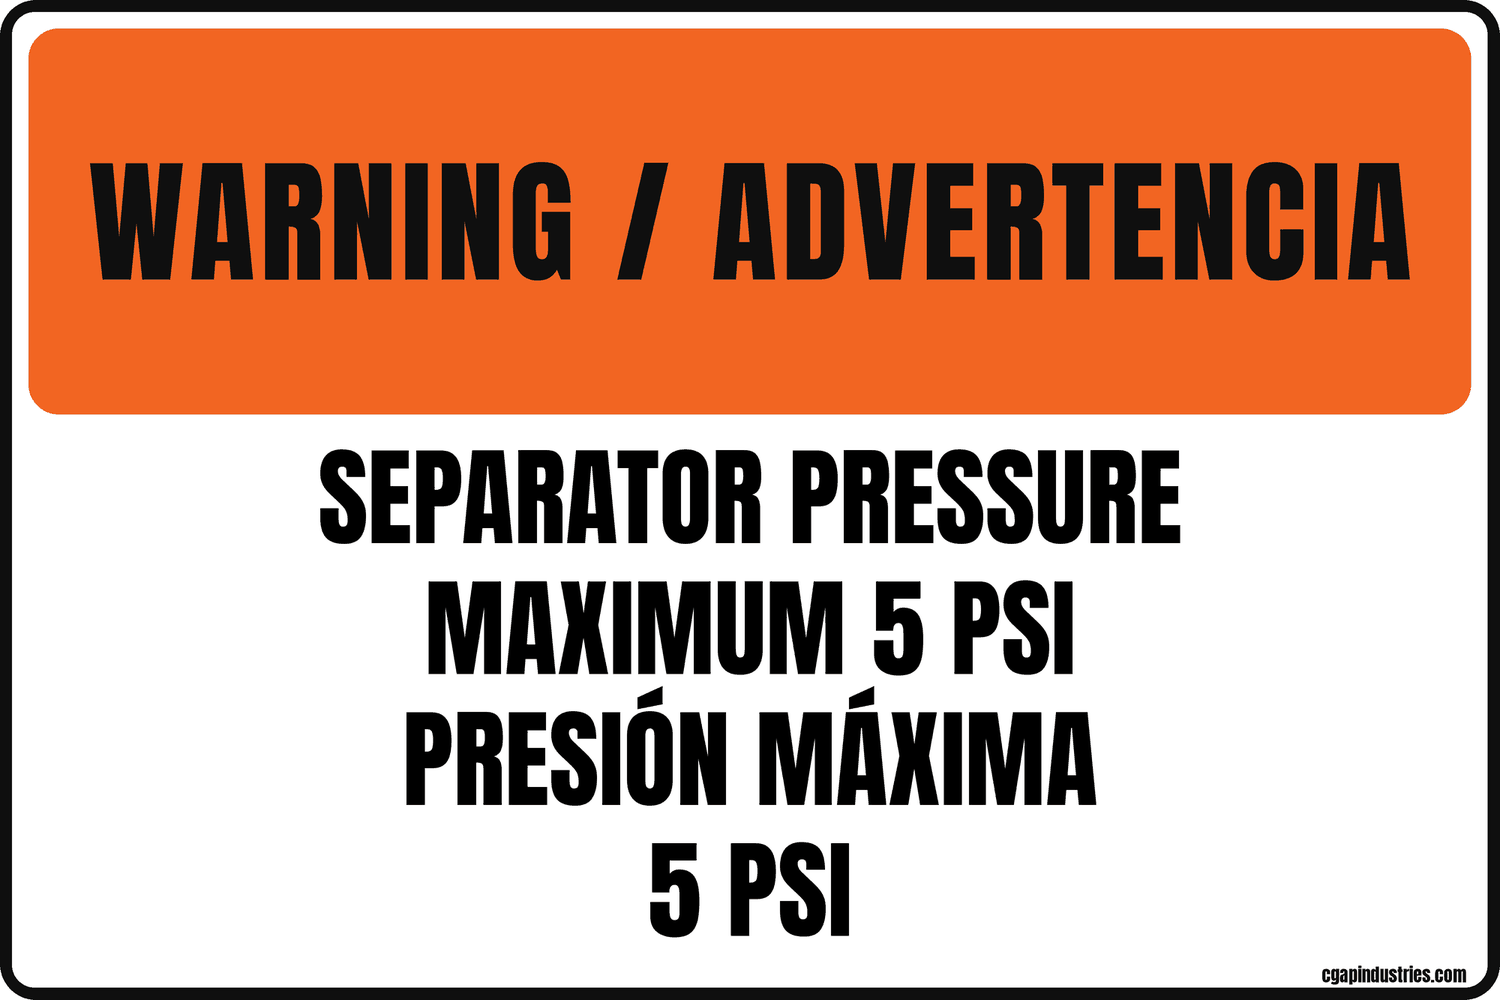 WARNING / ADVERTENCIA
SEPARATOR PRESSURE
MAXIMUM 5 PSI
PRESIÓN MÁXIMA
5 PSI
cgapindustries.com